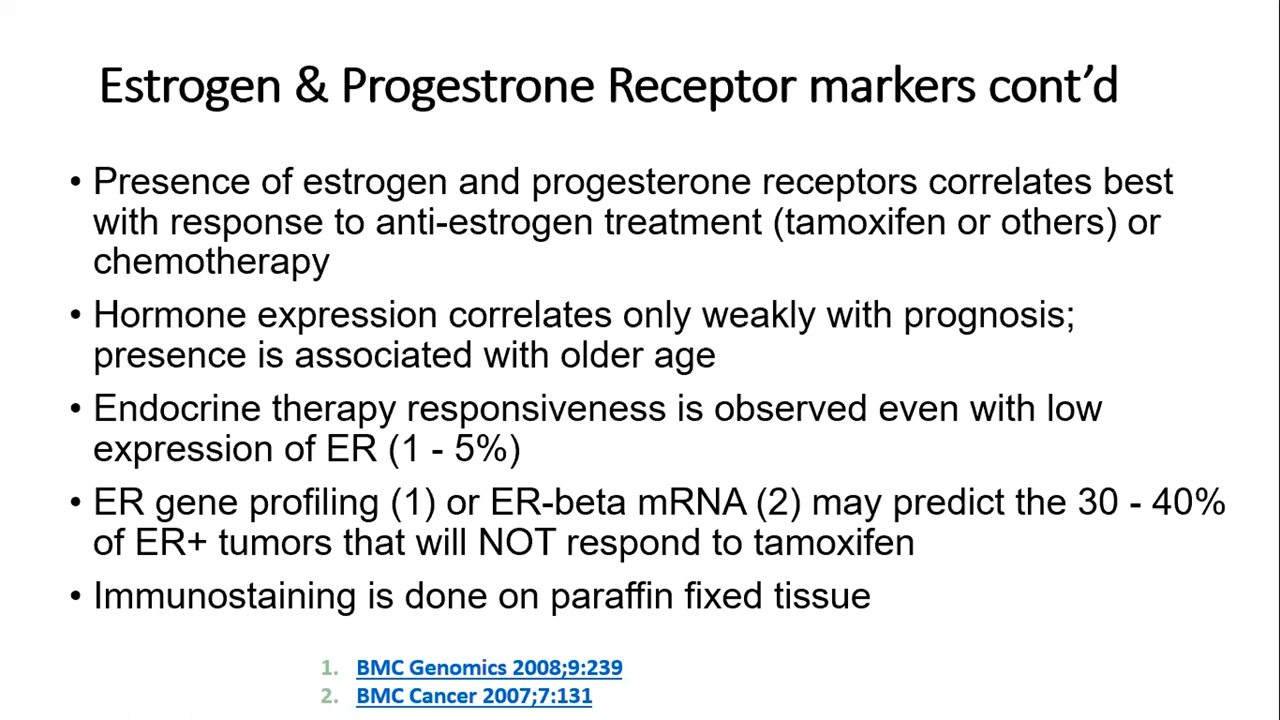 Estrogen & Progestrone Receptor markers cont’d
• Presence of estrogen and progesterone receptors correlates best
with response to anti-estrogen treatment (tamoxifen or others) or
chemotherapy
• Hormone expression correlates only weakly with prognosis;
presence is associated with older age
• Endocrine therapy responsiveness is observed even with low
expression of ER (1 - 5%)
• ER gene profiling (1) or ER-beta mRNA (2) may predict the 30 - 40%
of ER+ tumors that will NOT respond to tamoxifen
• Immunostaining is done on paraffin fixed tissue
1. BMC Genomics 2008;9:239
2. BMC Cancer 2007;7:131